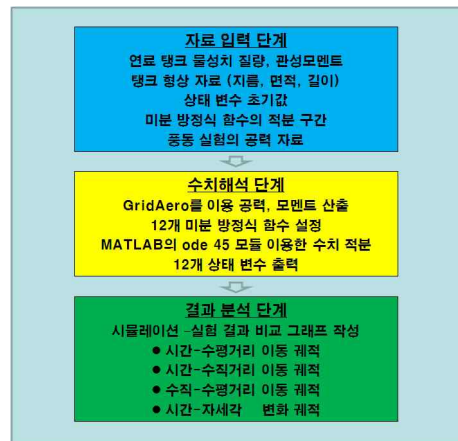 자료 입력 단계
연료 탱크 물성치 질량, 관성모멘트
탱크 형상 자료 (지름, 면적, 길이)
상태 변수 초기값
미분 방정식 함수의 적분 구간
풍동 실험의 공력 자료
수치해석 단계
GridAero를 이용 공력, 모멘트 산출
12개 미분 방정식 함수 설정
MATLAB의 ode 45 모듈 이용한 수치 적분
12개 상태 변수 출력
결과 분석 단계
시뮬레이션 -실험 결과 비교 그래프 작성
● 시간-수평거리 이동 궤적
● 시간-수직거리 이동 궤적
● 수직-수평거리 이동 궤적
● 시간-자세각 변화 궤적